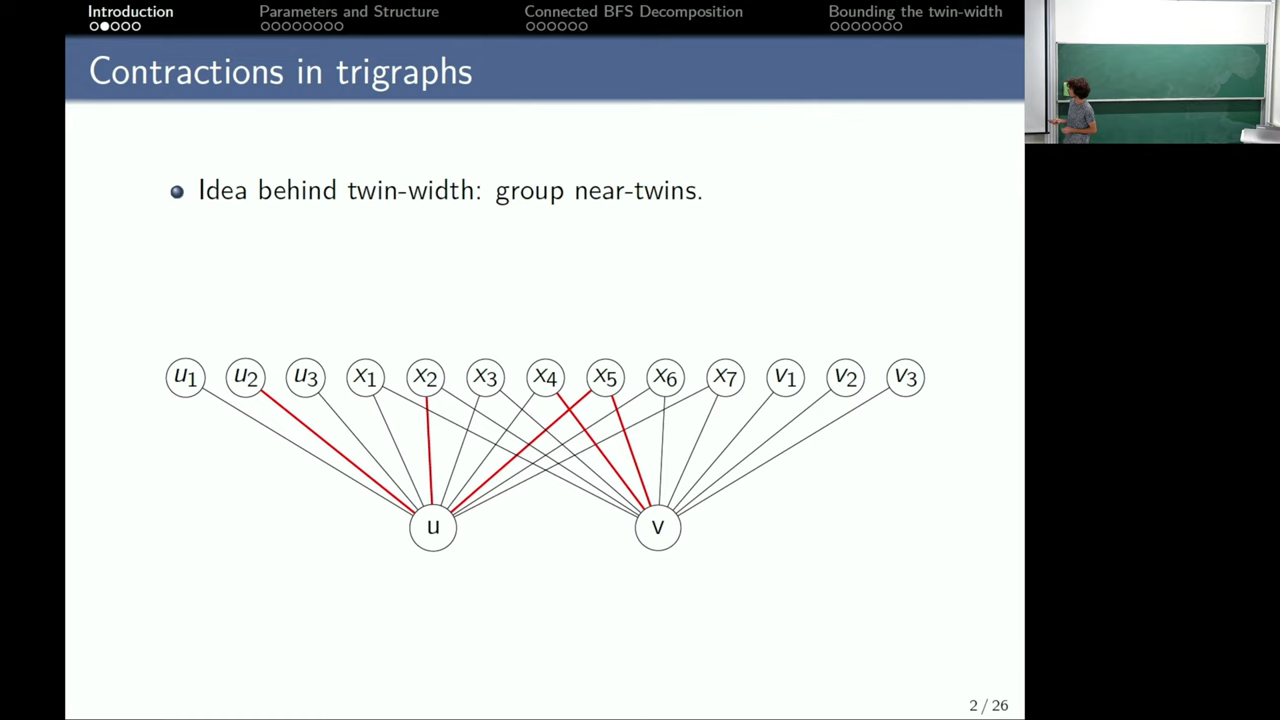 Introduction Parameters and Structure Connected BFS Decomposition Bounding the twin-width
Contractions in trigraphs
Idea behind twin-width: group near-twins.
u1 u2 u3 x1 x2 x3 x4 x5 x6 x7 v1 v2 v3
u v
2 / 26